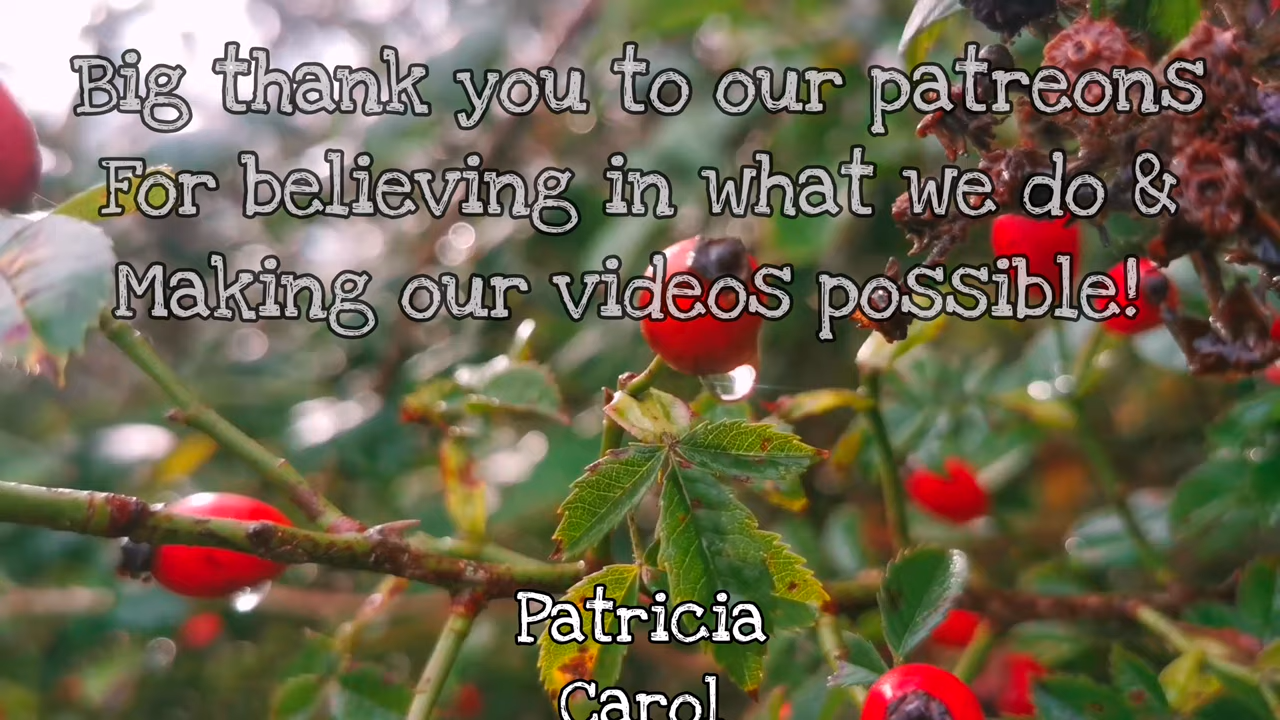 Big thank you to our patreons
For believing in what we do &
Making our videos possible!
Patricia
Carol